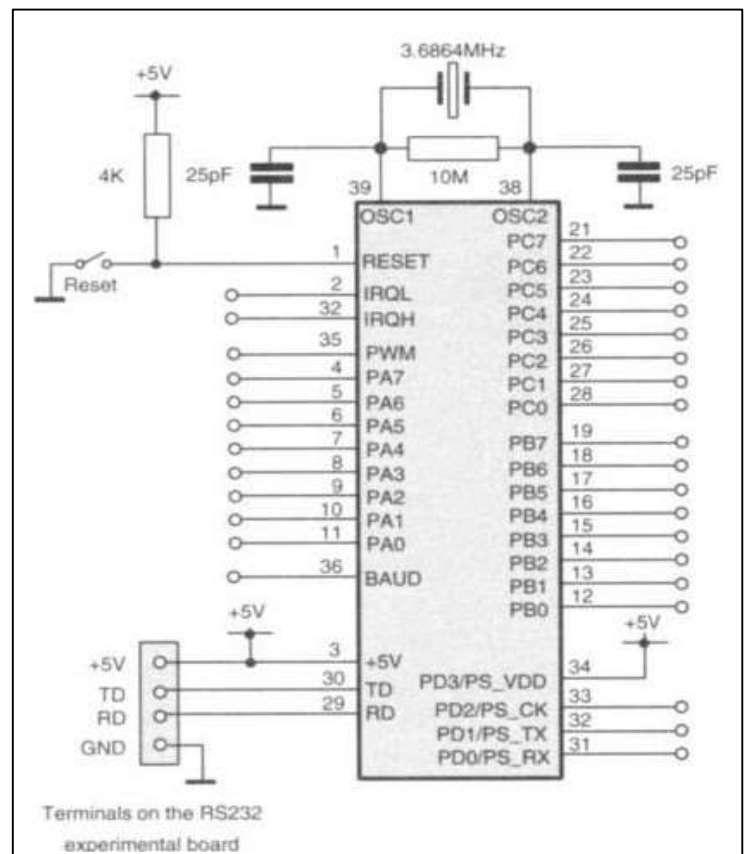 3.6864MHz
+5V
4K
25pF
10M
25pF
39
38
OSC1
OSC2
Reset
1
RESET
2
IRQL
32
IRQH
35
PWM
4
PA7
5
PA6
6
PA5
7
PA4
8
PA3
9
PA2
10
PA1
11
PA0
36
BAUD
21
PC7
22
PC6
23
PC5
24
PC4
25
PC3
26
PC2
27
PC1
28
PC0
19
PB7
18
PB6
17
PB5
16
PB4
15
PB3
14
PB2
13
PB1
12
PB0
+5V
+5V
3
+5V
+5V
TD
30
TD
RD
29
RD
GND
34
PD3/PS_VDD
33
PD2/PS_CK
32
PD1/PS_TX
31
PD0/PS_RX
Terminals on the RS232
experimental board